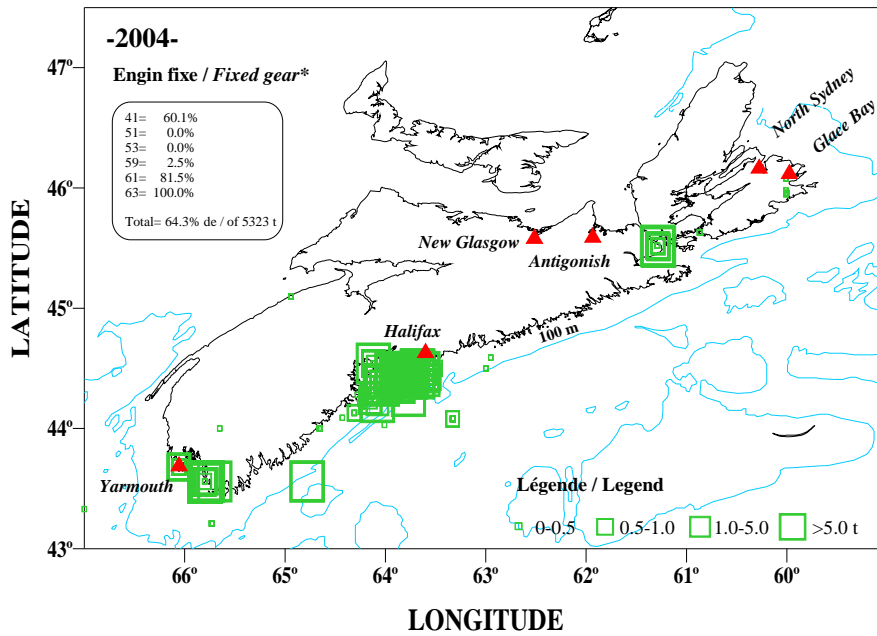 -2004-
Engin fixe / Fixed gear*
41= 60.1%
51= 0.0%
53= 0.0%
59= 2.5%
61= 81.5%
63= 100.0%
Total= 64.3% de / of 5323 t
North Sydney
Glace Bay
New Glasgow
Antigonish
Halifax
100 m
Yarmouth
Légende / Legend
0-0.5
0.5-1.0
1.0-5.0
>5.0 t
47º
46º
45º
44º
43º
LATITUDE
66º 65º 64º 63º 62º 61º 60º
LONGITUDE